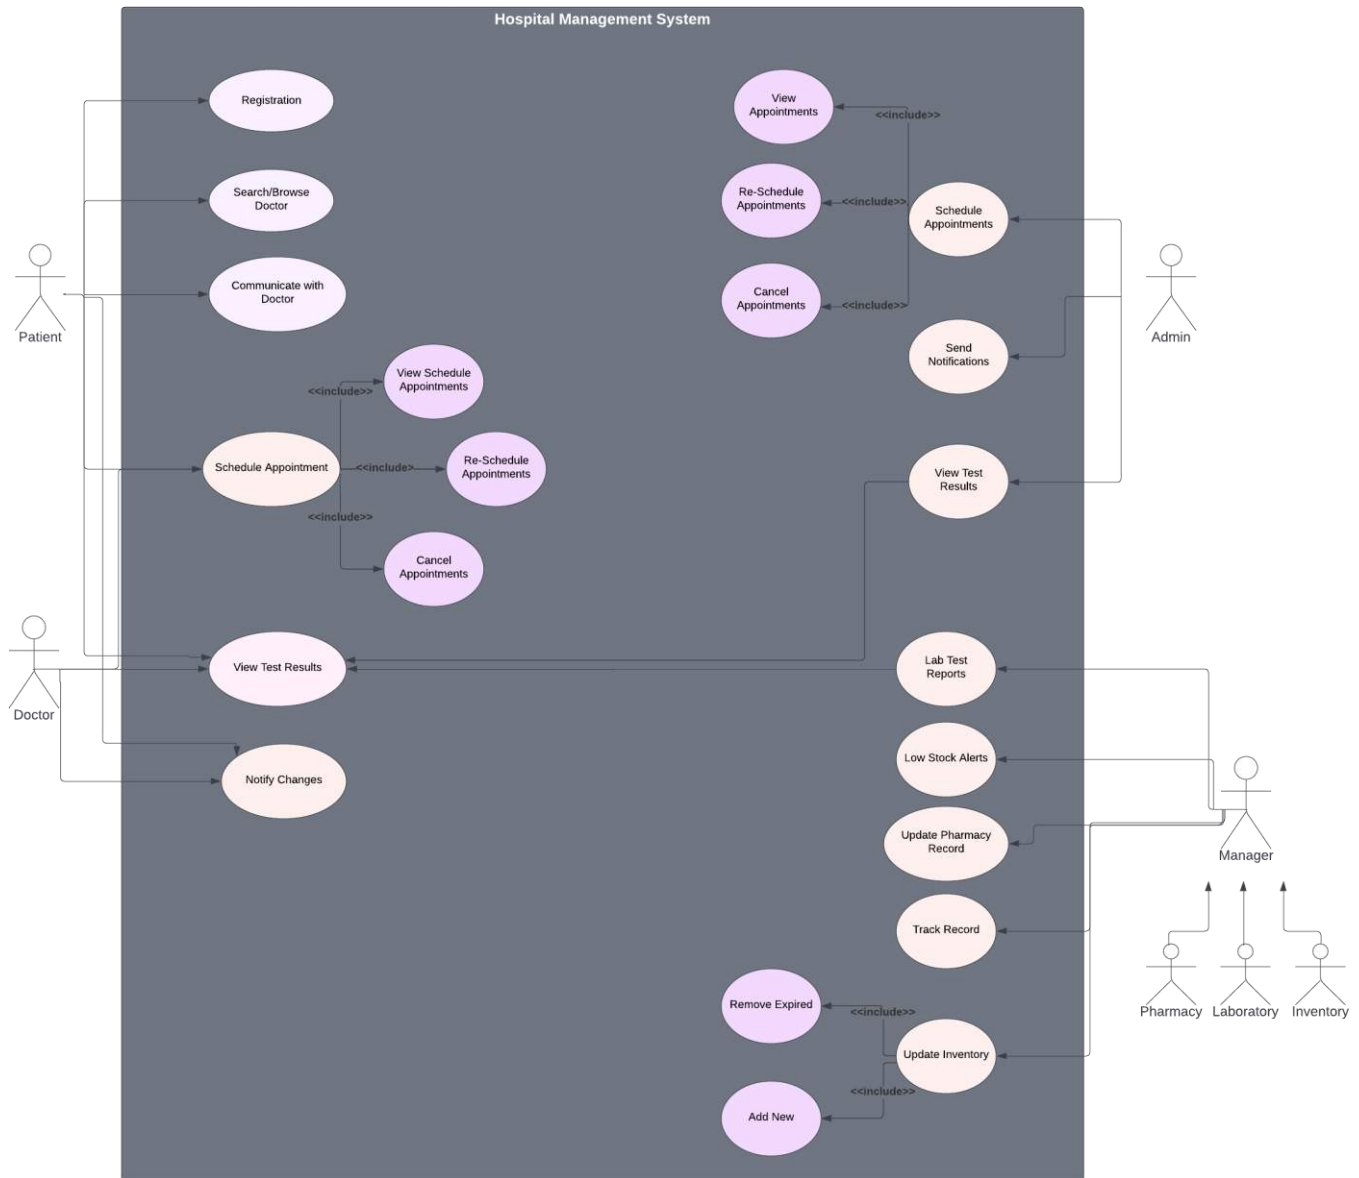 Hospital Management System
Registration
Search/Browse
Doctor
Communicate with
Doctor
Patient
View Schedule
Appointments
<<include>>
Schedule Appointment
<<include>
Re-Schedule
Appointments
<<include>>
Cancel
Appointments
View Test Results
Doctor
Notify Changes
View
Appointments
<<include>>
Re-Schedule
Appointments
<<include>>
Schedule
Appointments
Cancel
Appointments
<<include>>
Send
Notifications
Admin
View Test
Results
Lab Test
Reports
Low Stock Alerts
Update Pharmacy
Record
Manager
Track Record
Pharmacy
Laboratory
Inventory
Remove Expired
<<include>>
Update Inventory
<<include>>
Add New